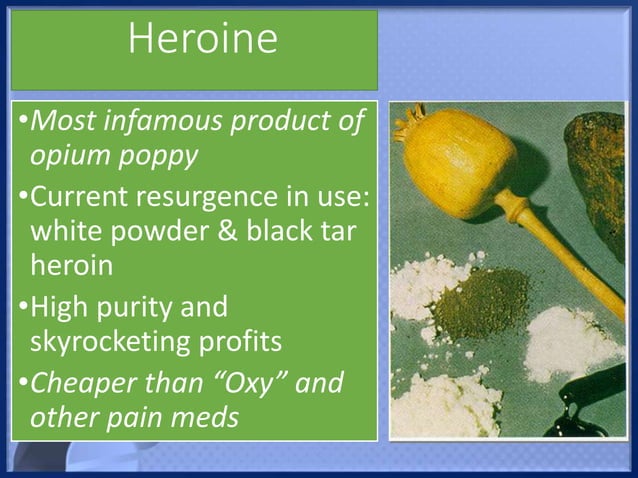 Heroine
•Most infamous product of
opium poppy
•Current resurgence in use:
white powder & black tar
heroin
•High purity and
skyrocketing profits
•Cheaper than “Oxy” and
other pain meds